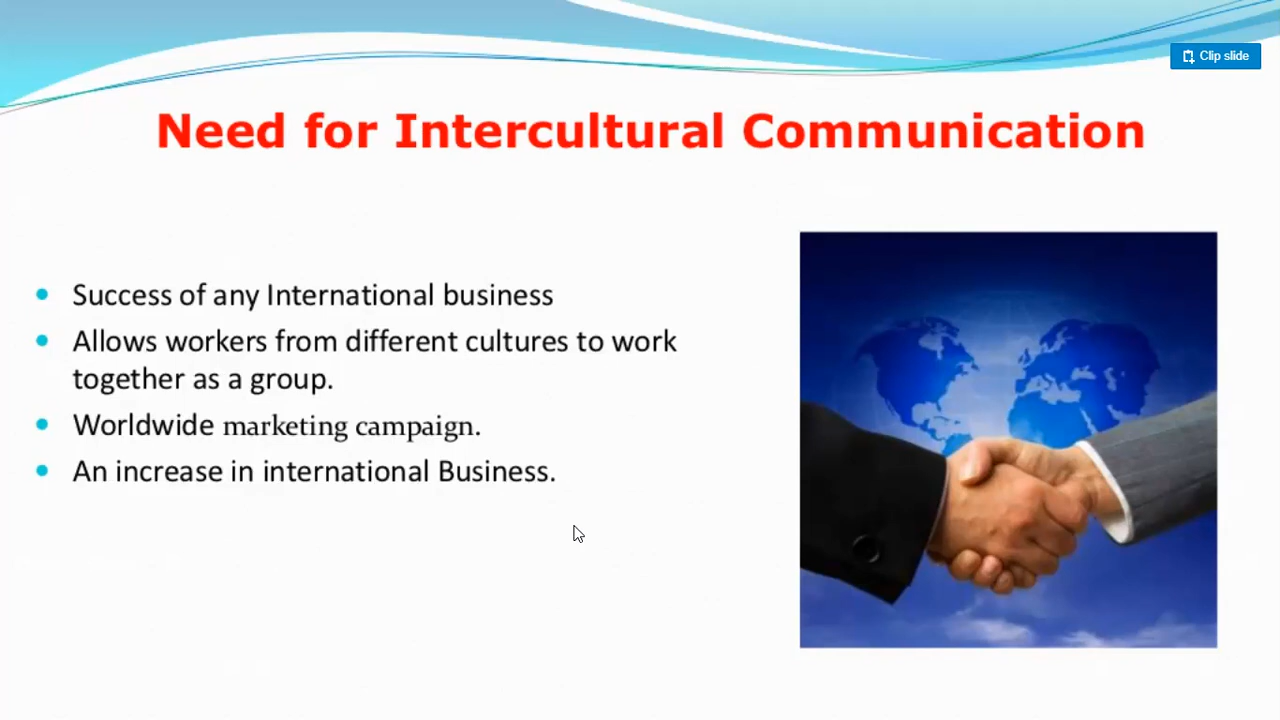 Clip slide
Need for Intercultural Communication
Success of any International business
Allows workers from different cultures to work
together as a group.
Worldwide marketing campaign.
An increase in international Business.